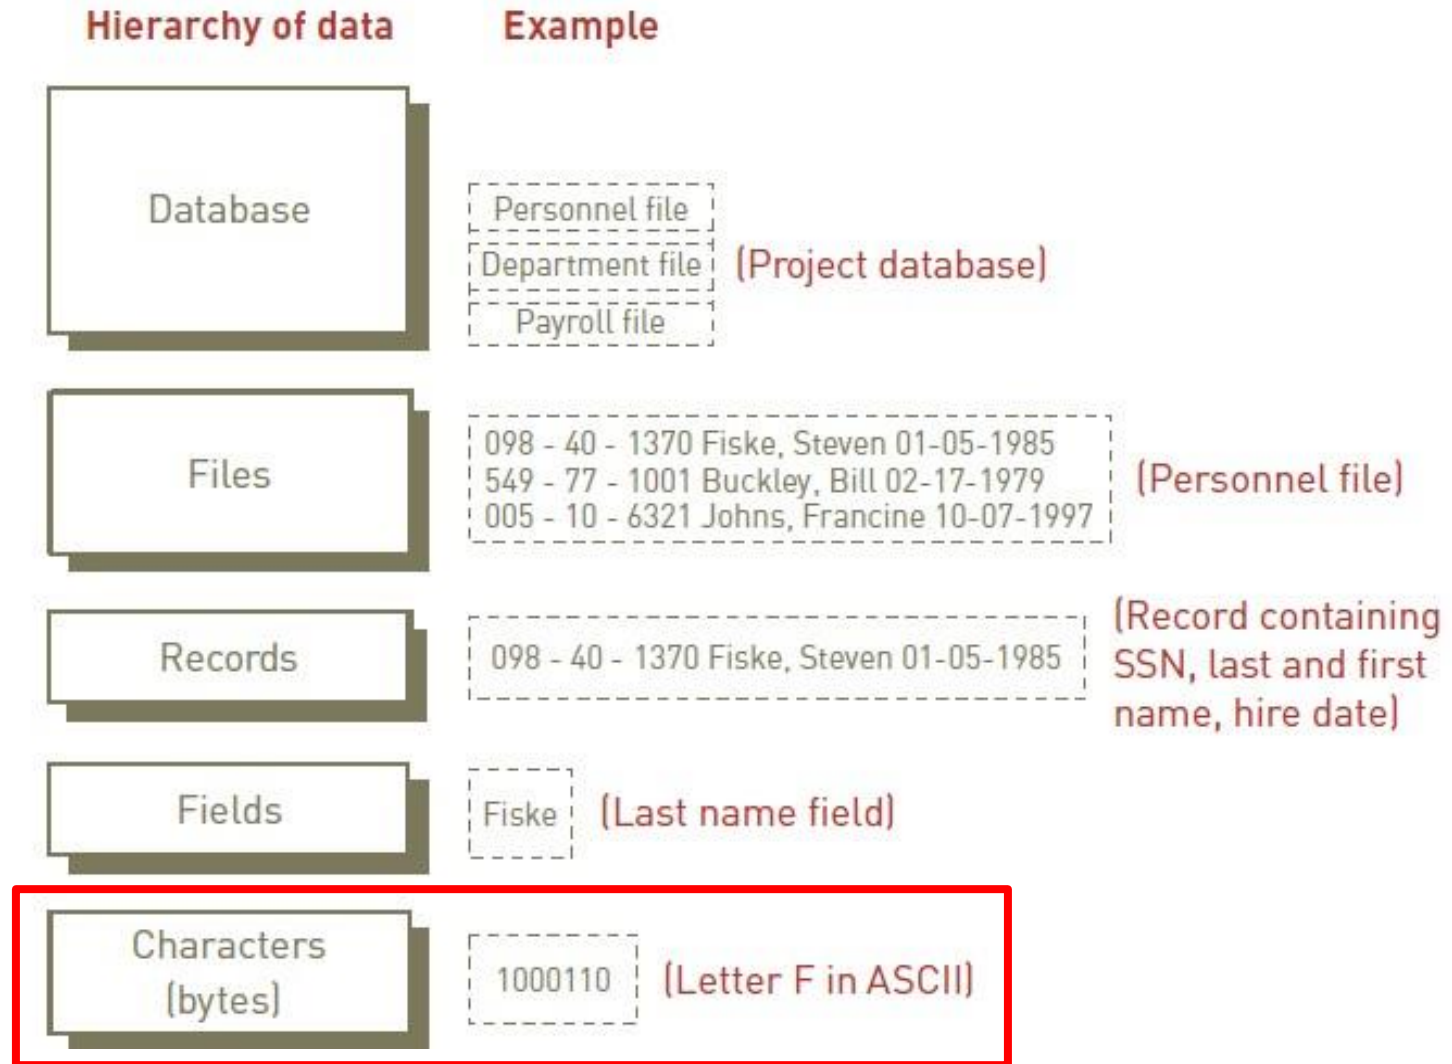 Hierarchy of data
Example
Database
Personnel file
Department file
Payroll file
(Project database)
Files
098 - 40 - 1370 Fiske, Steven 01-05-1985
549 - 77 - 1001 Buckley, Bill 02-17-1979
005 - 10 - 6321 Johns, Francine 10-07-1997
(Personnel file)
Records
098 - 40 - 1370 Fiske, Steven 01-05-1985
(Record containing
SSN, last and first
name, hire date)
Fields
Fiske
(Last name field)
Characters
(bytes)
1000110
(Letter F in ASCII)